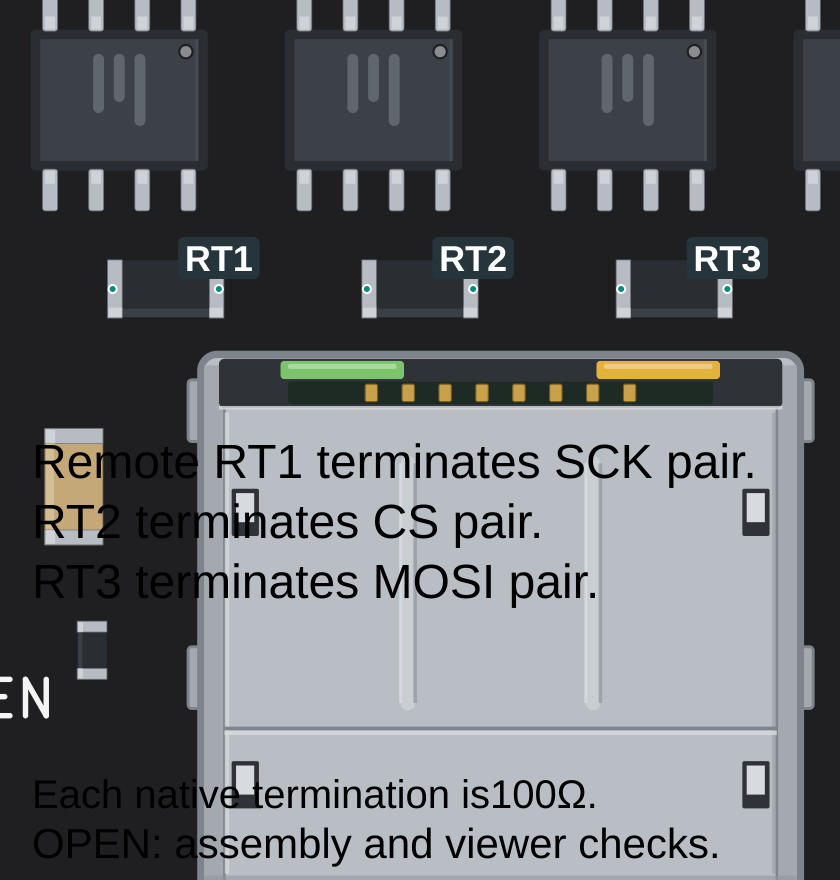 RT1 RT2 RT3
Remote RT1 terminates SCK pair.
RT2 terminates CS pair.
RT3 terminates MOSI pair.
EN
Each native termination is100Ω.
OPEN: assembly and viewer checks.